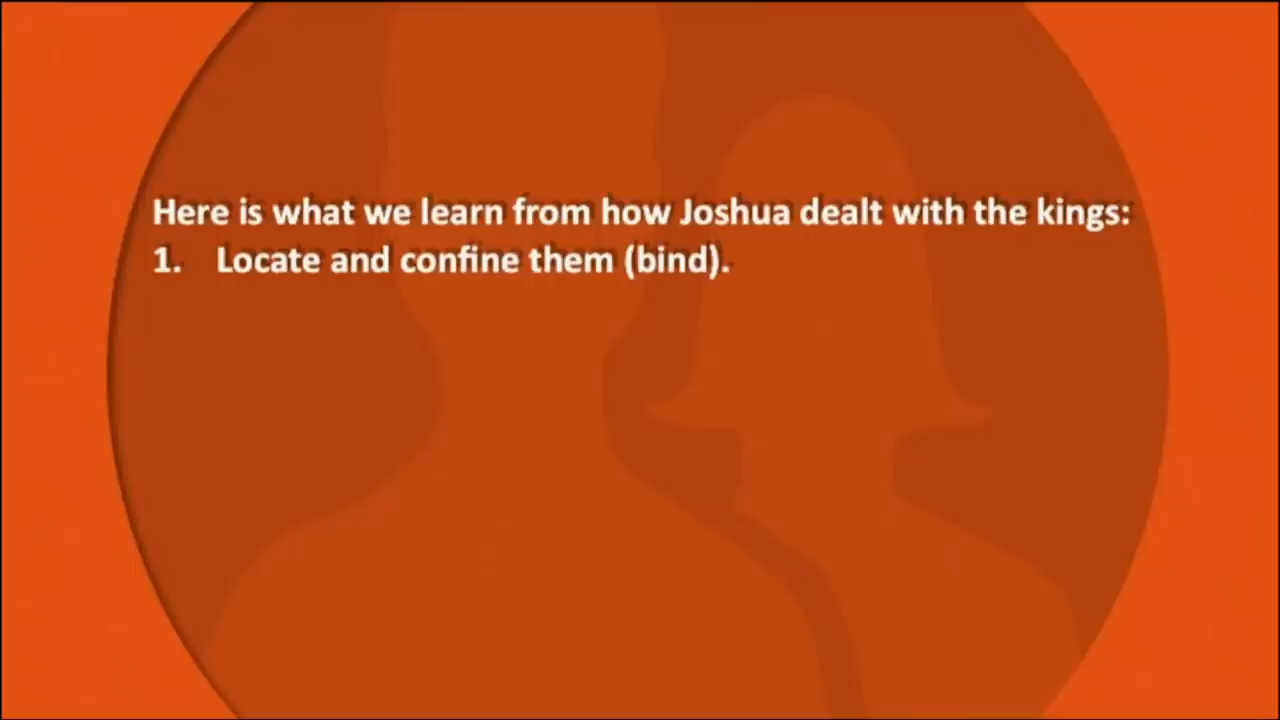 Here is what we learn from how Joshua dealt with the kings:
1. Locate and confine them (bind).